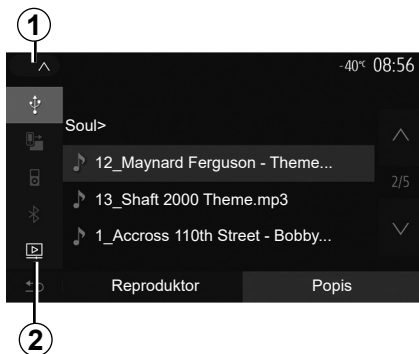 1
-40°C 08:56
Soul>
12_Maynard Ferguson - Theme...
13_Shaft 2000 Theme.mp3
2/5
1_Accross 110th Street - Bobby...
Reproduktor Popis
2